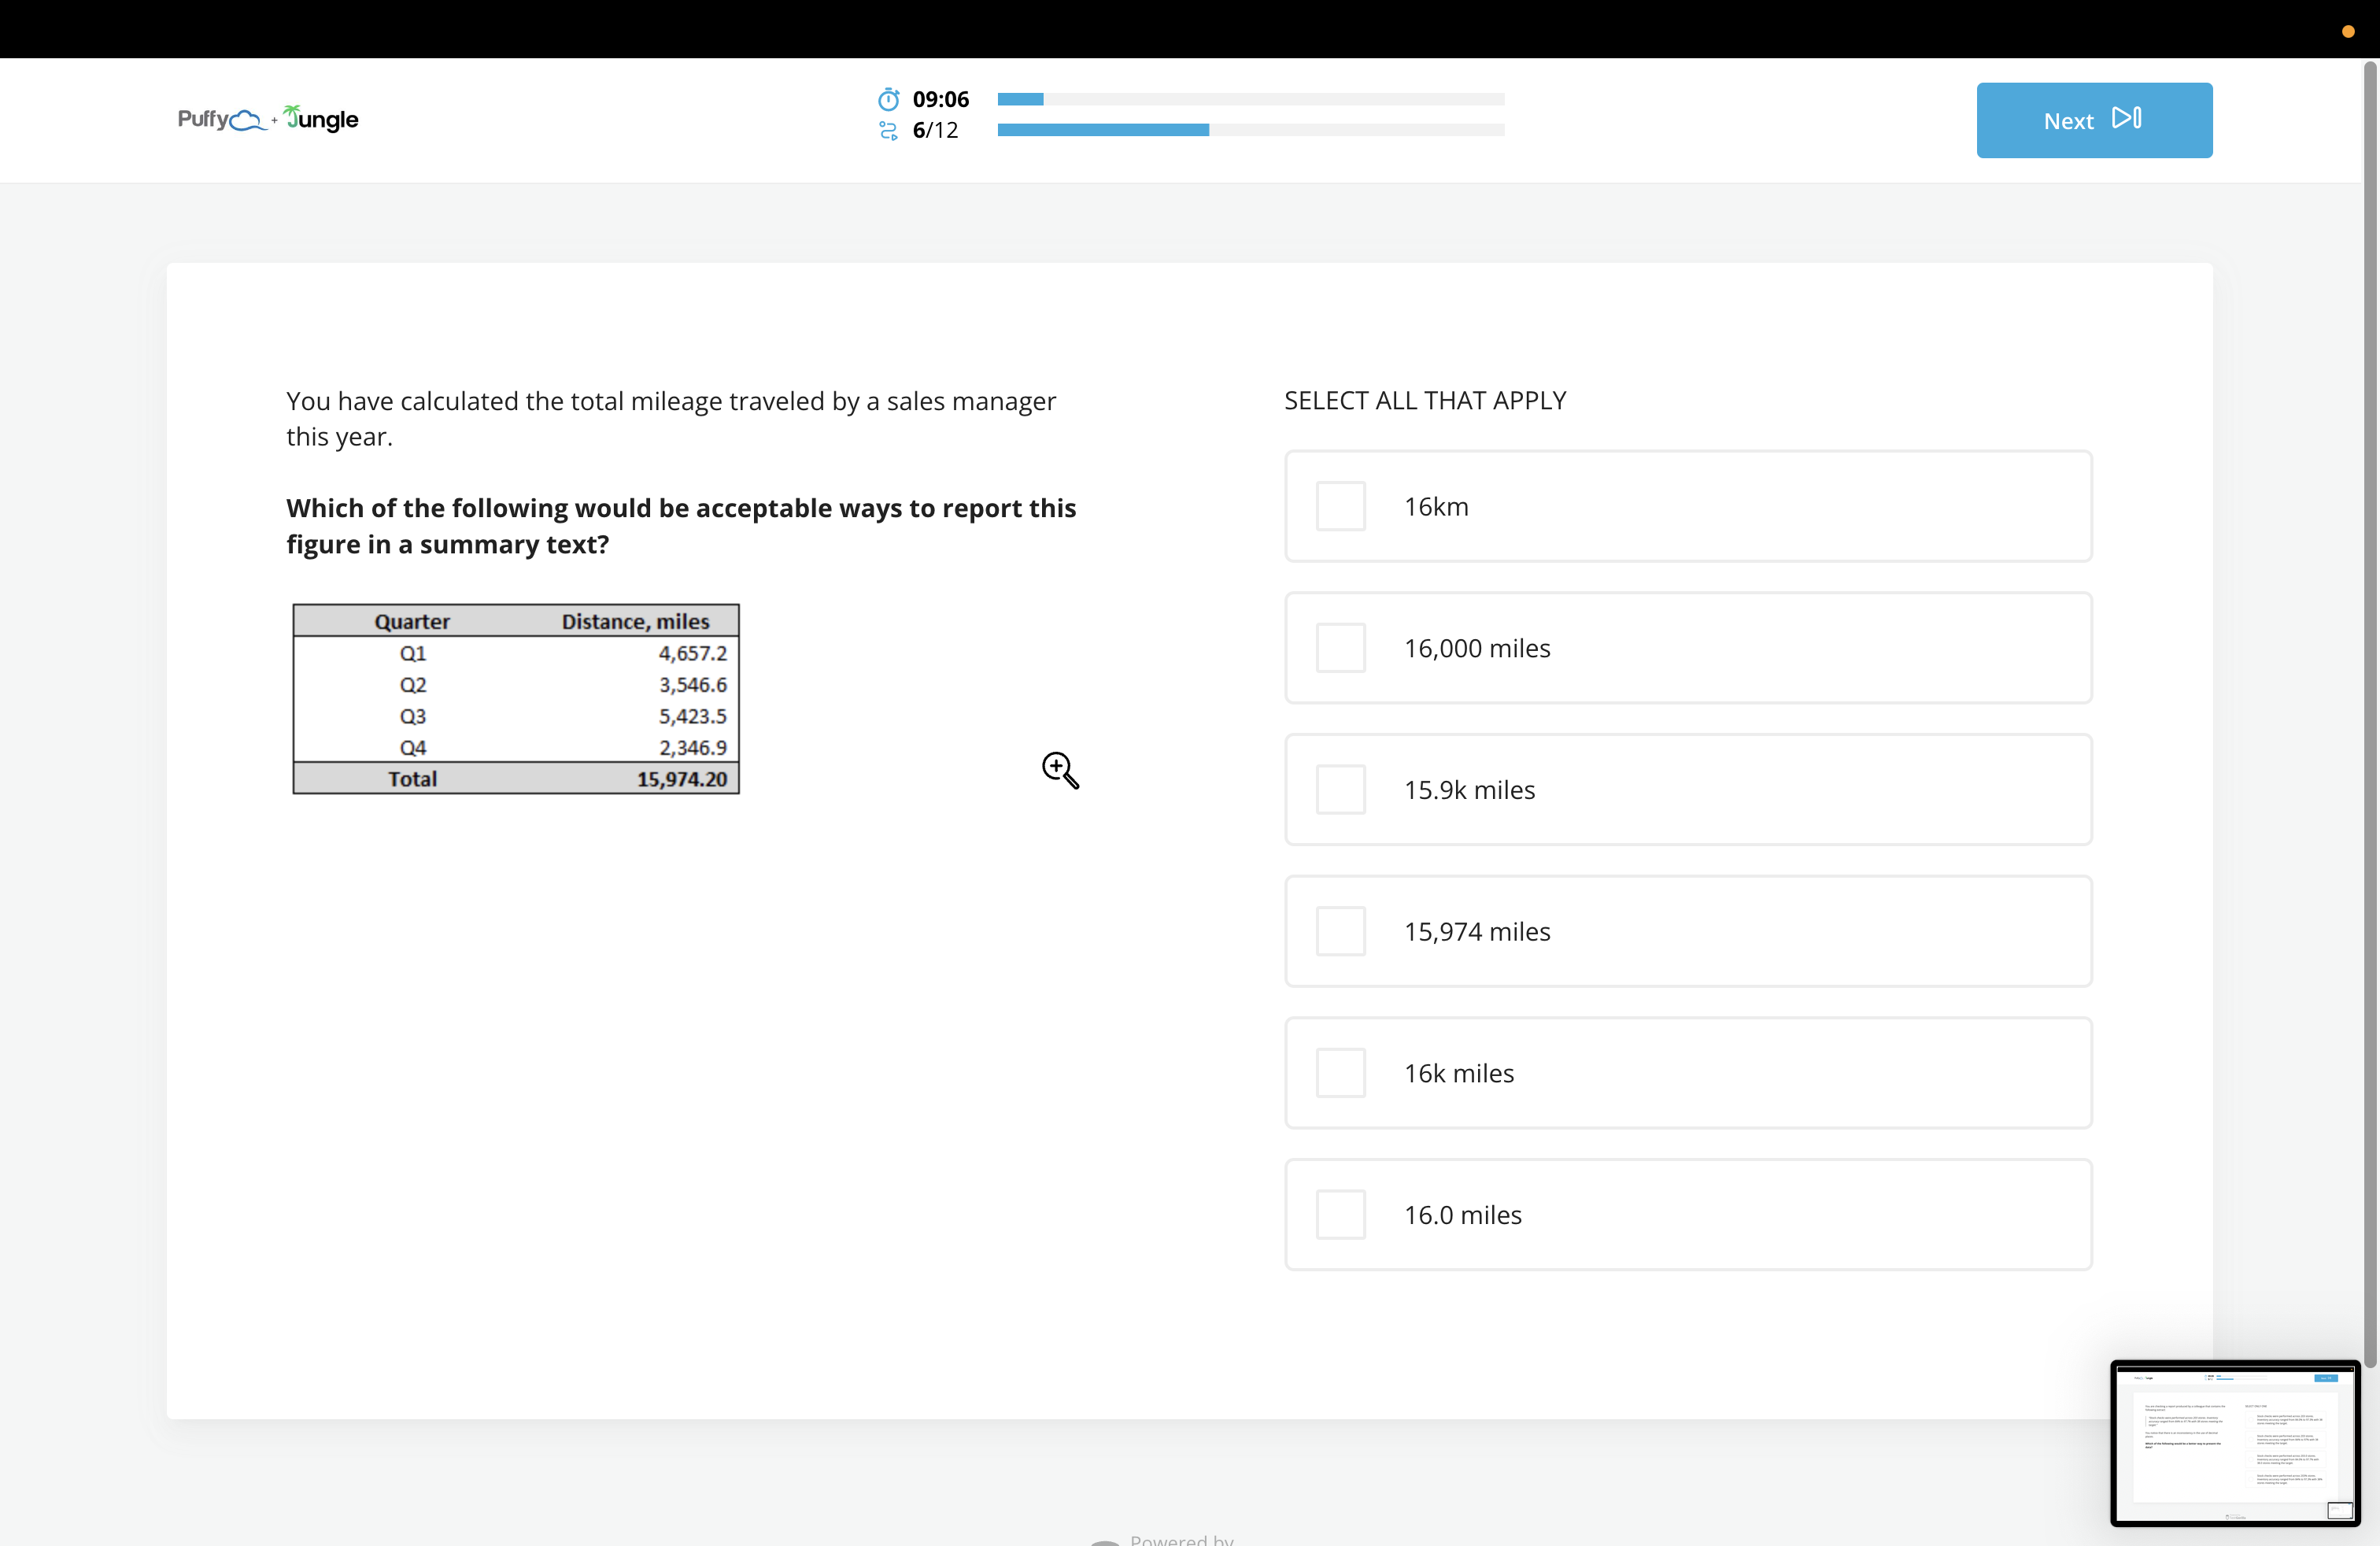 Puffy + Jungle
09:06
6/12
Next
You have calculated the total mileage traveled by a sales manager
this year.
Which of the following would be acceptable ways to report this
figure in a summary text?
Quarter Distance, miles
Q1 4,657.2
Q2 3,546.6
Q3 5,423.5
Q4 2,346.9
Total 15,974.20
SELECT ALL THAT APPLY
16km
16,000 miles
15.9k miles
15,974 miles
16k miles
16.0 miles
Powered by